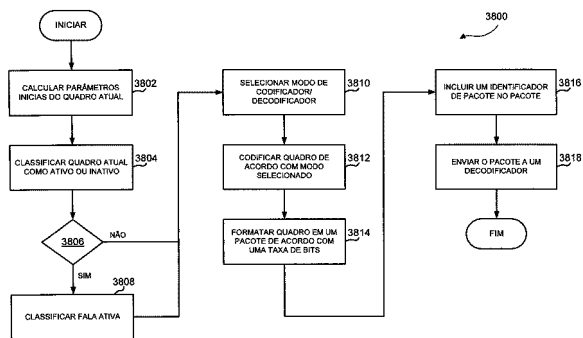 INICIAR
3800
CALCULAR PARÂMETROS
INICIAS DO QUADRO ATUAL
3802
CLASSIFICAR QUADRO ATUAL
COMO ATIVO OU INATIVO
3804
3806
NÃO
SIM
3808
CLASSIFICAR FALA ATIVA
SELECIONAR MODO DE
CODIFICADOR/
DECODIFICADOR
3810
CODIFICAR QUADRO DE
ACORDO COM MODO
SELECIONADO
3812
FORMATAR QUADRO EM UM
PACOTE DE ACORDO COM
UMA TAXA DE BITS
3814
INCLUIR UM IDENTIFICADOR
DE PACOTE NO PACOTE
3816
ENVIAR O PACOTE A UM
DECODIFICADOR
3818
FIM